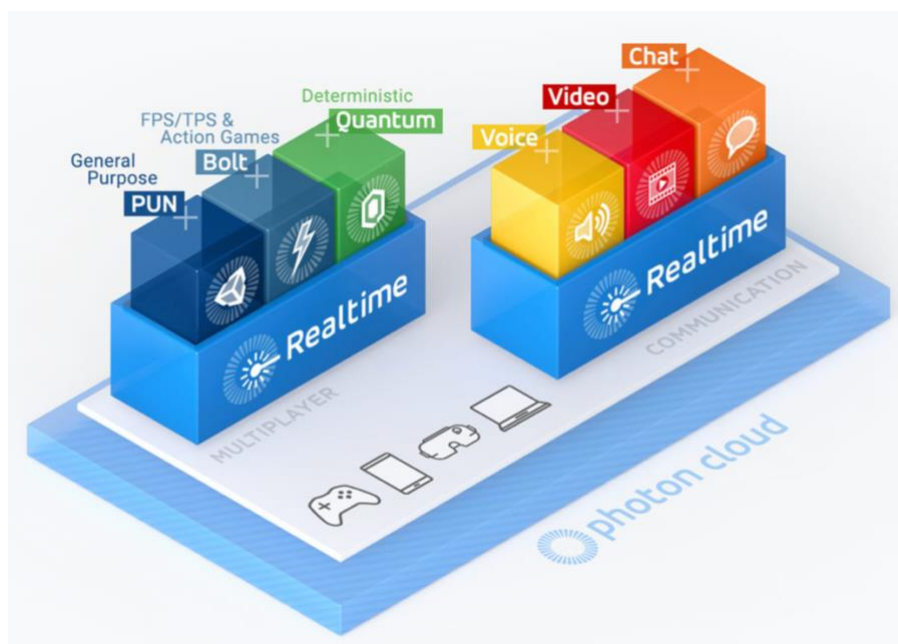 General
Purpose
PUN
FPS/TPS &
Action Games
Bolt
Deterministic
Quantum
Realtime
MULTIPLAYER
Voice
Video
Chat
Realtime
COMMUNICATION
photon cloud